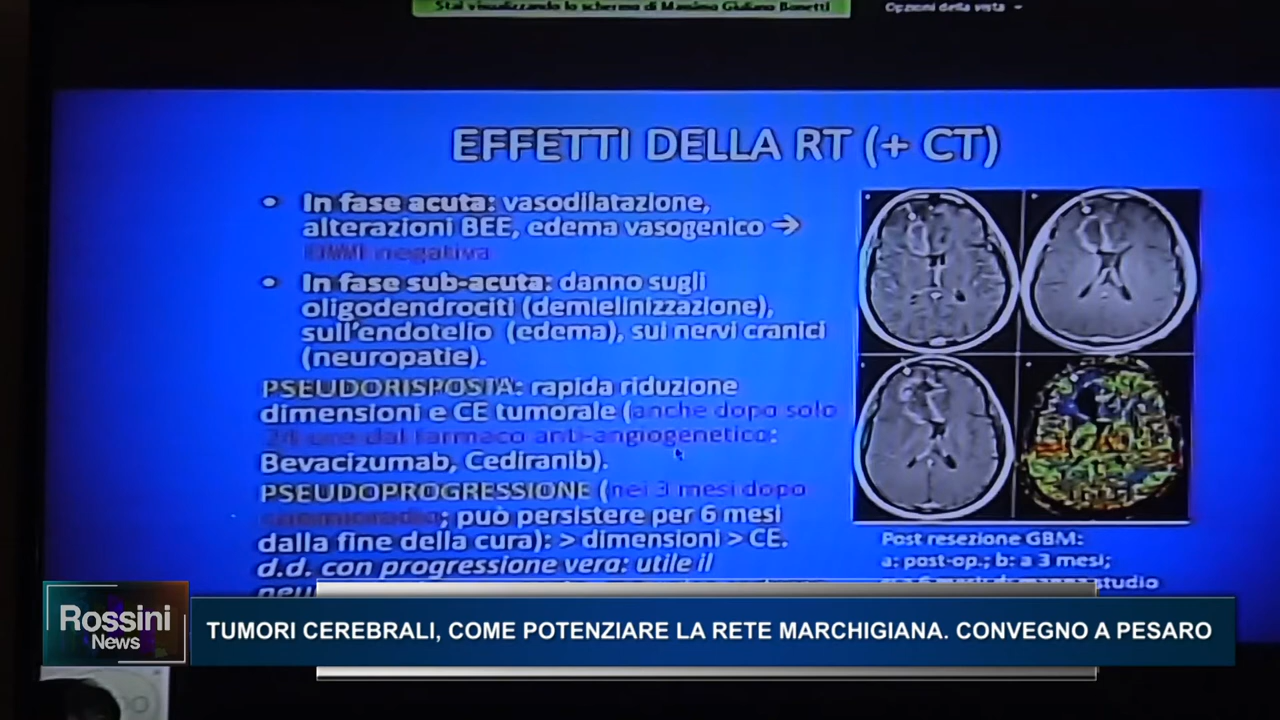 Stai visualizzando lo schermo di Massimo Giuliano Bonetti
Opzioni della vista
EFFETTI DELLA RT (+ CT)
• In fase acuta: vasodilatazione,
alterazioni BEE, edema vasogenico →
negativa
• In fase sub-acuta: danno sugli
oligodendrociti (demielinizzazione),
sull'endotelio (edema), sui nervi cranici
(neuropatie).
PSEUDORISPOSTA: rapida riduzione
dimensioni e CE tumorale (anche dopo solo
24 ore dal farmaco anti-angiogenetico:
Bevacizumab, Cediranib).
PSEUDOPROGRESSIONE (nei 3 mesi dopo
; può persistere per 6 mesi
dalla fine della cura): > dimensioni > CE.
d.d. con progressione vera: utile il
Post resezione GBM:
a: post-op.; b: a 3 mesi;
studio
Rossini
News
TUMORI CEREBRALI, COME POTENZIARE LA RETE MARCHIGIANA. CONVEGNO A PESARO